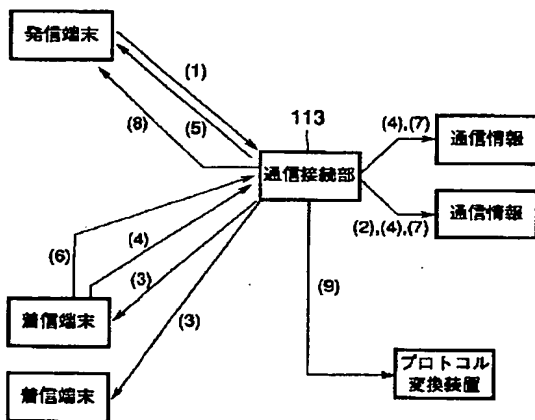 発信端末
(1)
(5)
(8)
113
通信接続部
(4),(7)
通信情報
(2),(4),(7)
通信情報
(6)
(4)
(3)
(3)
(9)
着信端末
着信端末
プロトコル
変換装置